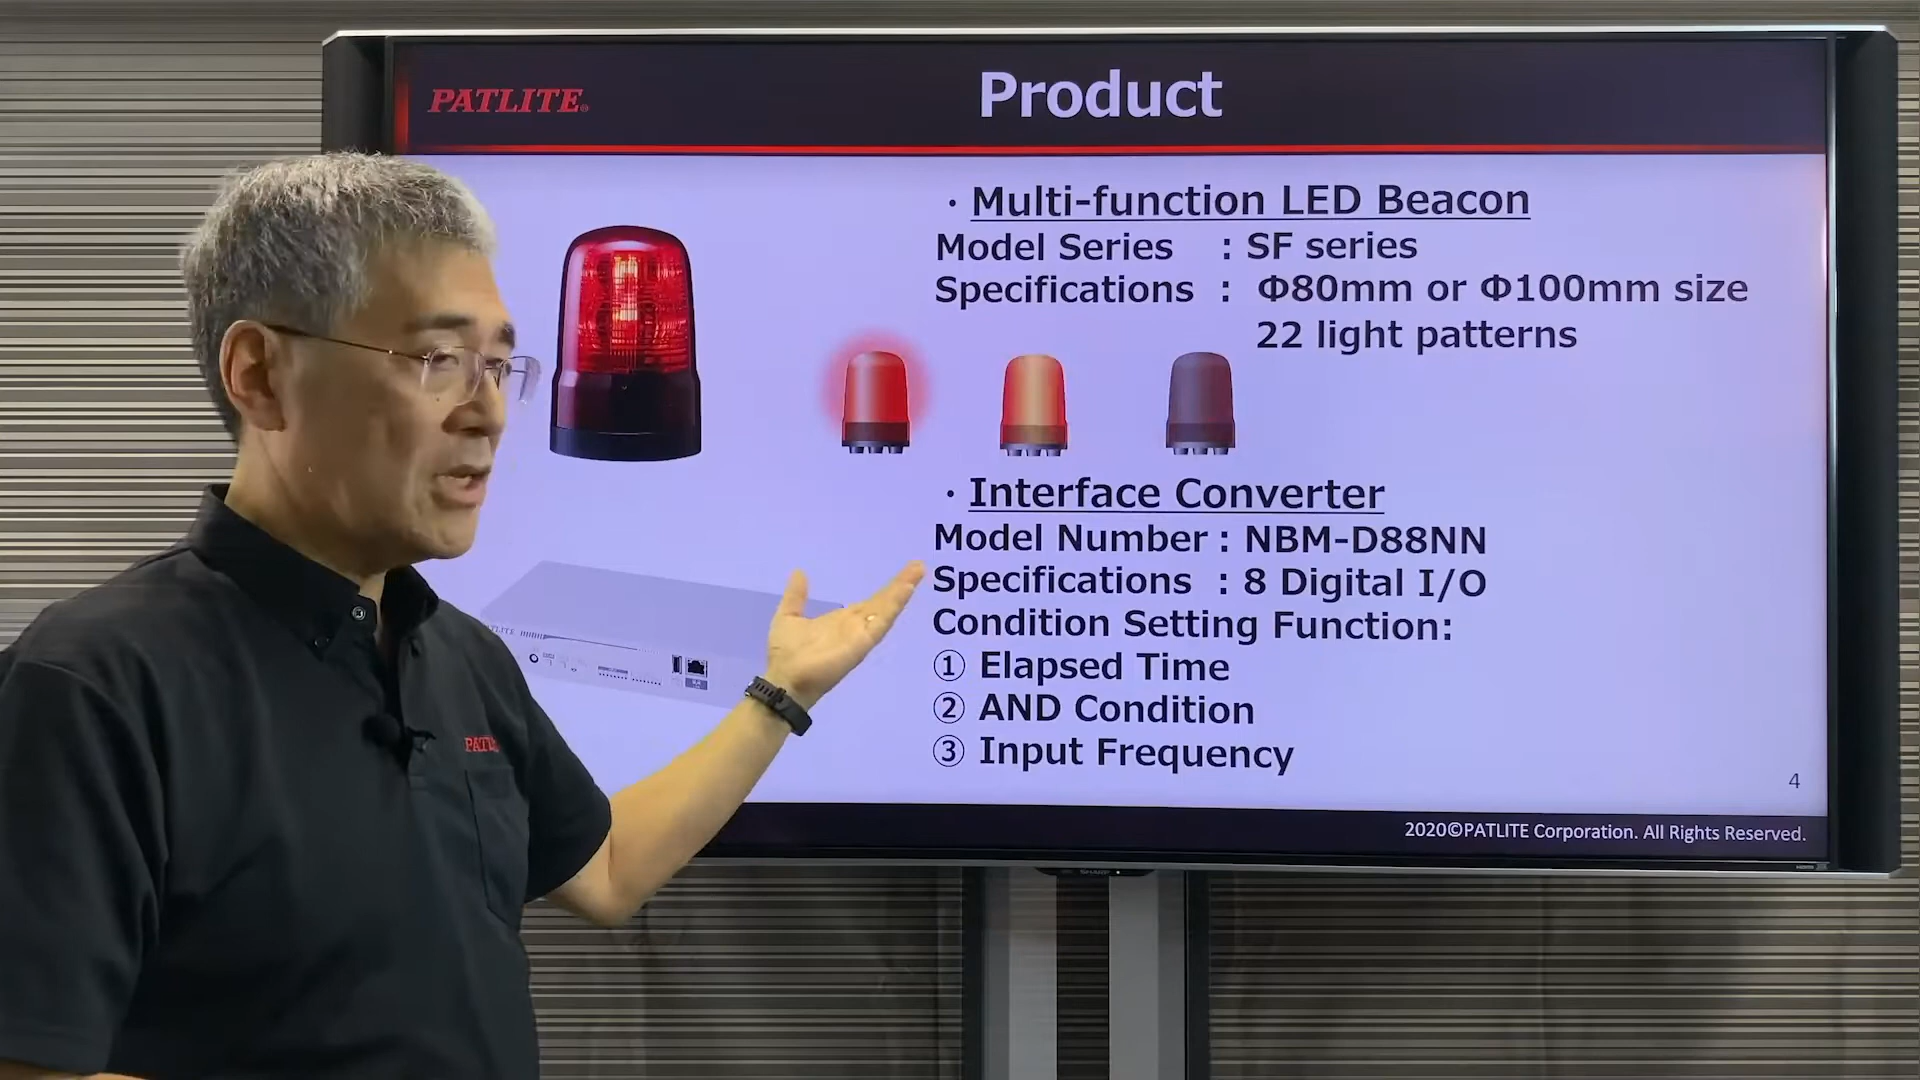 PATLITE®
Product
· Multi-function LED Beacon
Model Series : SF series
Specifications : Φ80mm or Φ100mm size
22 light patterns
· Interface Converter
Model Number : NBM-D88NN
Specifications : 8 Digital I/O
Condition Setting Function:
① Elapsed Time
② AND Condition
③ Input Frequency
4
2020©PATLITE Corporation. All Rights Reserved.
SHARP